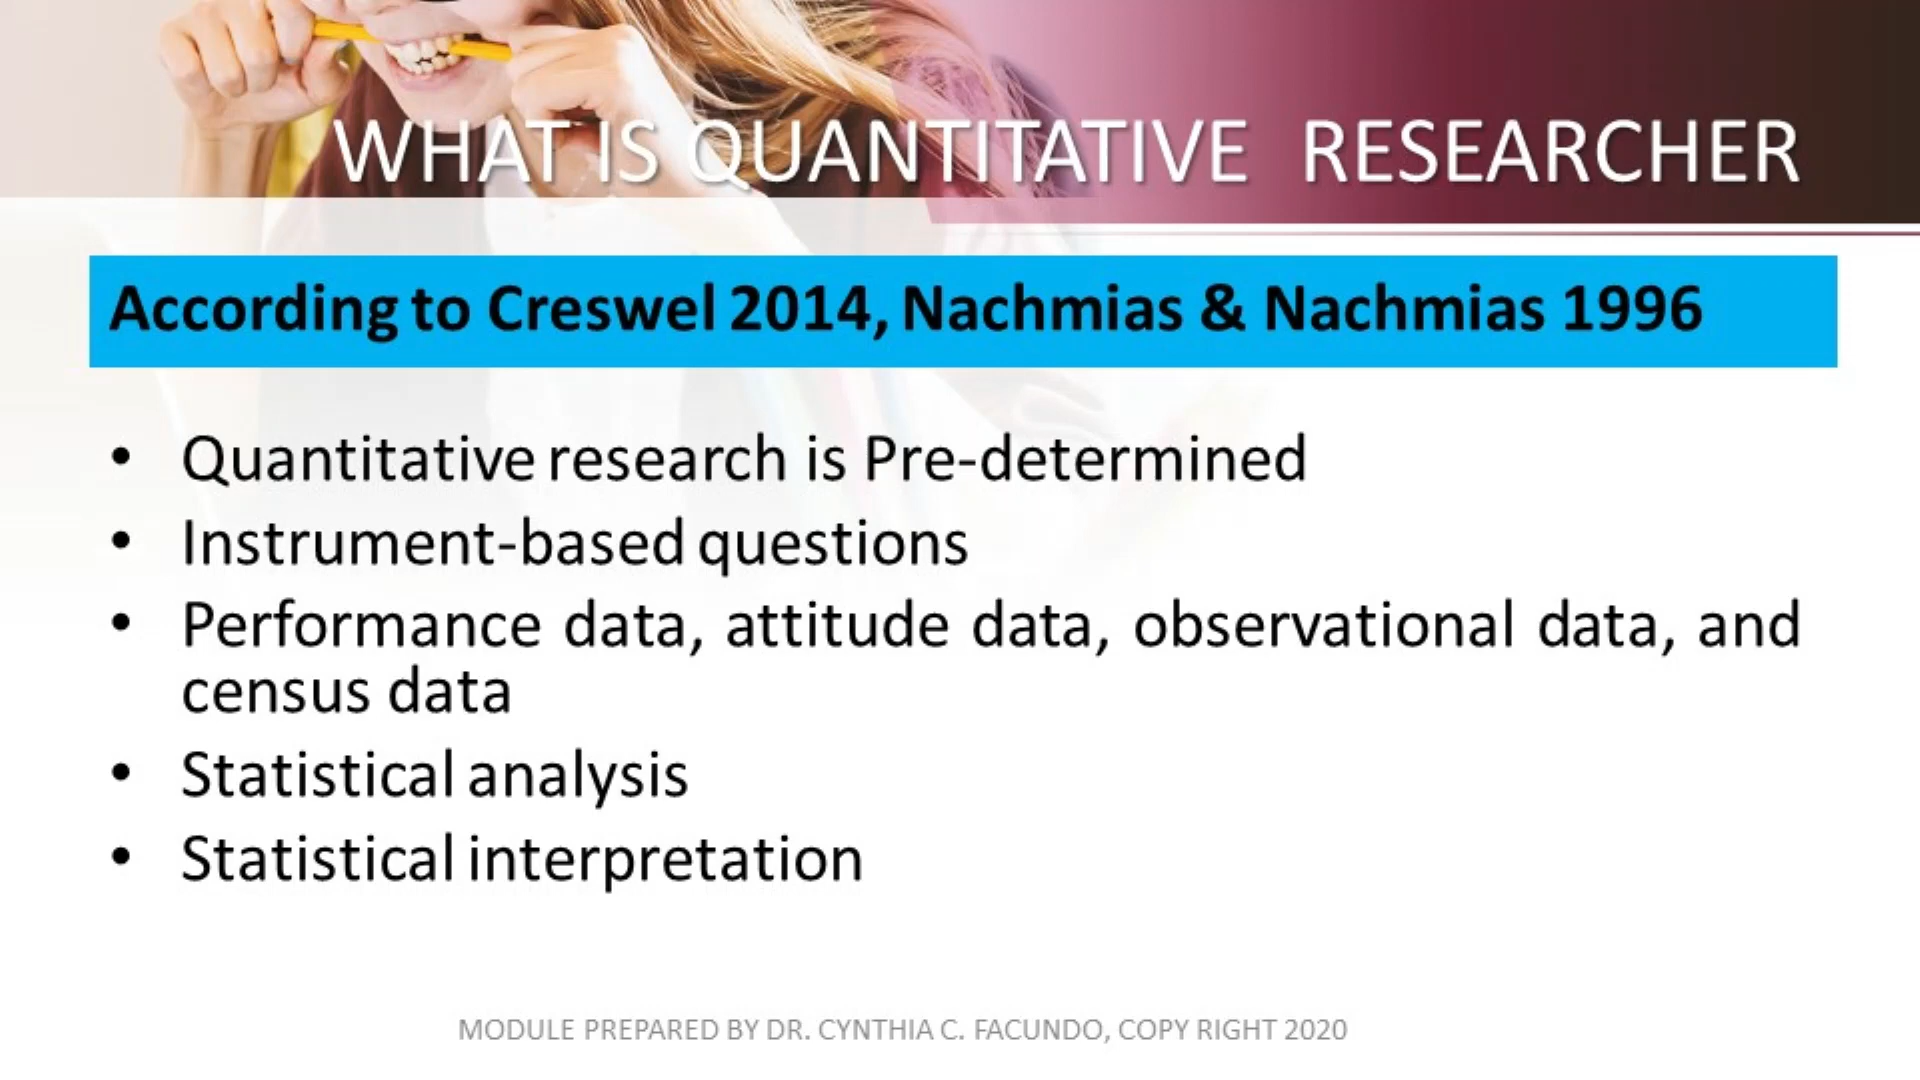 WHAT IS QUANTITATIVE RESEARCHER
According to Creswel 2014, Nachmias & Nachmias 1996
• Quantitative research is Pre-determined
• Instrument-based questions
• Performance data, attitude data, observational data, and
census data
• Statistical analysis
• Statistical interpretation
MODULE PREPARED BY DR. CYNTHIA C. FACUNDO, COPY RIGHT 2020